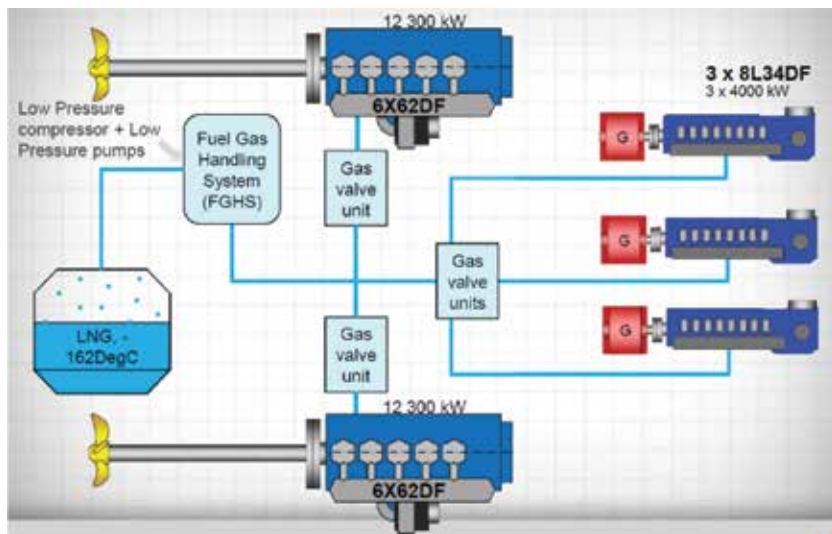 12 300 kW
6X62DF
3 x 8L34DF
3 x 4000 kW
Low Pressure
compressor + Low
Pressure pumps
Fuel Gas
Handling
System
(FGHS)
Gas
valve
unit
G
G
Gas
valve
units
LNG, -
162DegC
Gas
valve
unit
G
12 300 kW
6X62DF